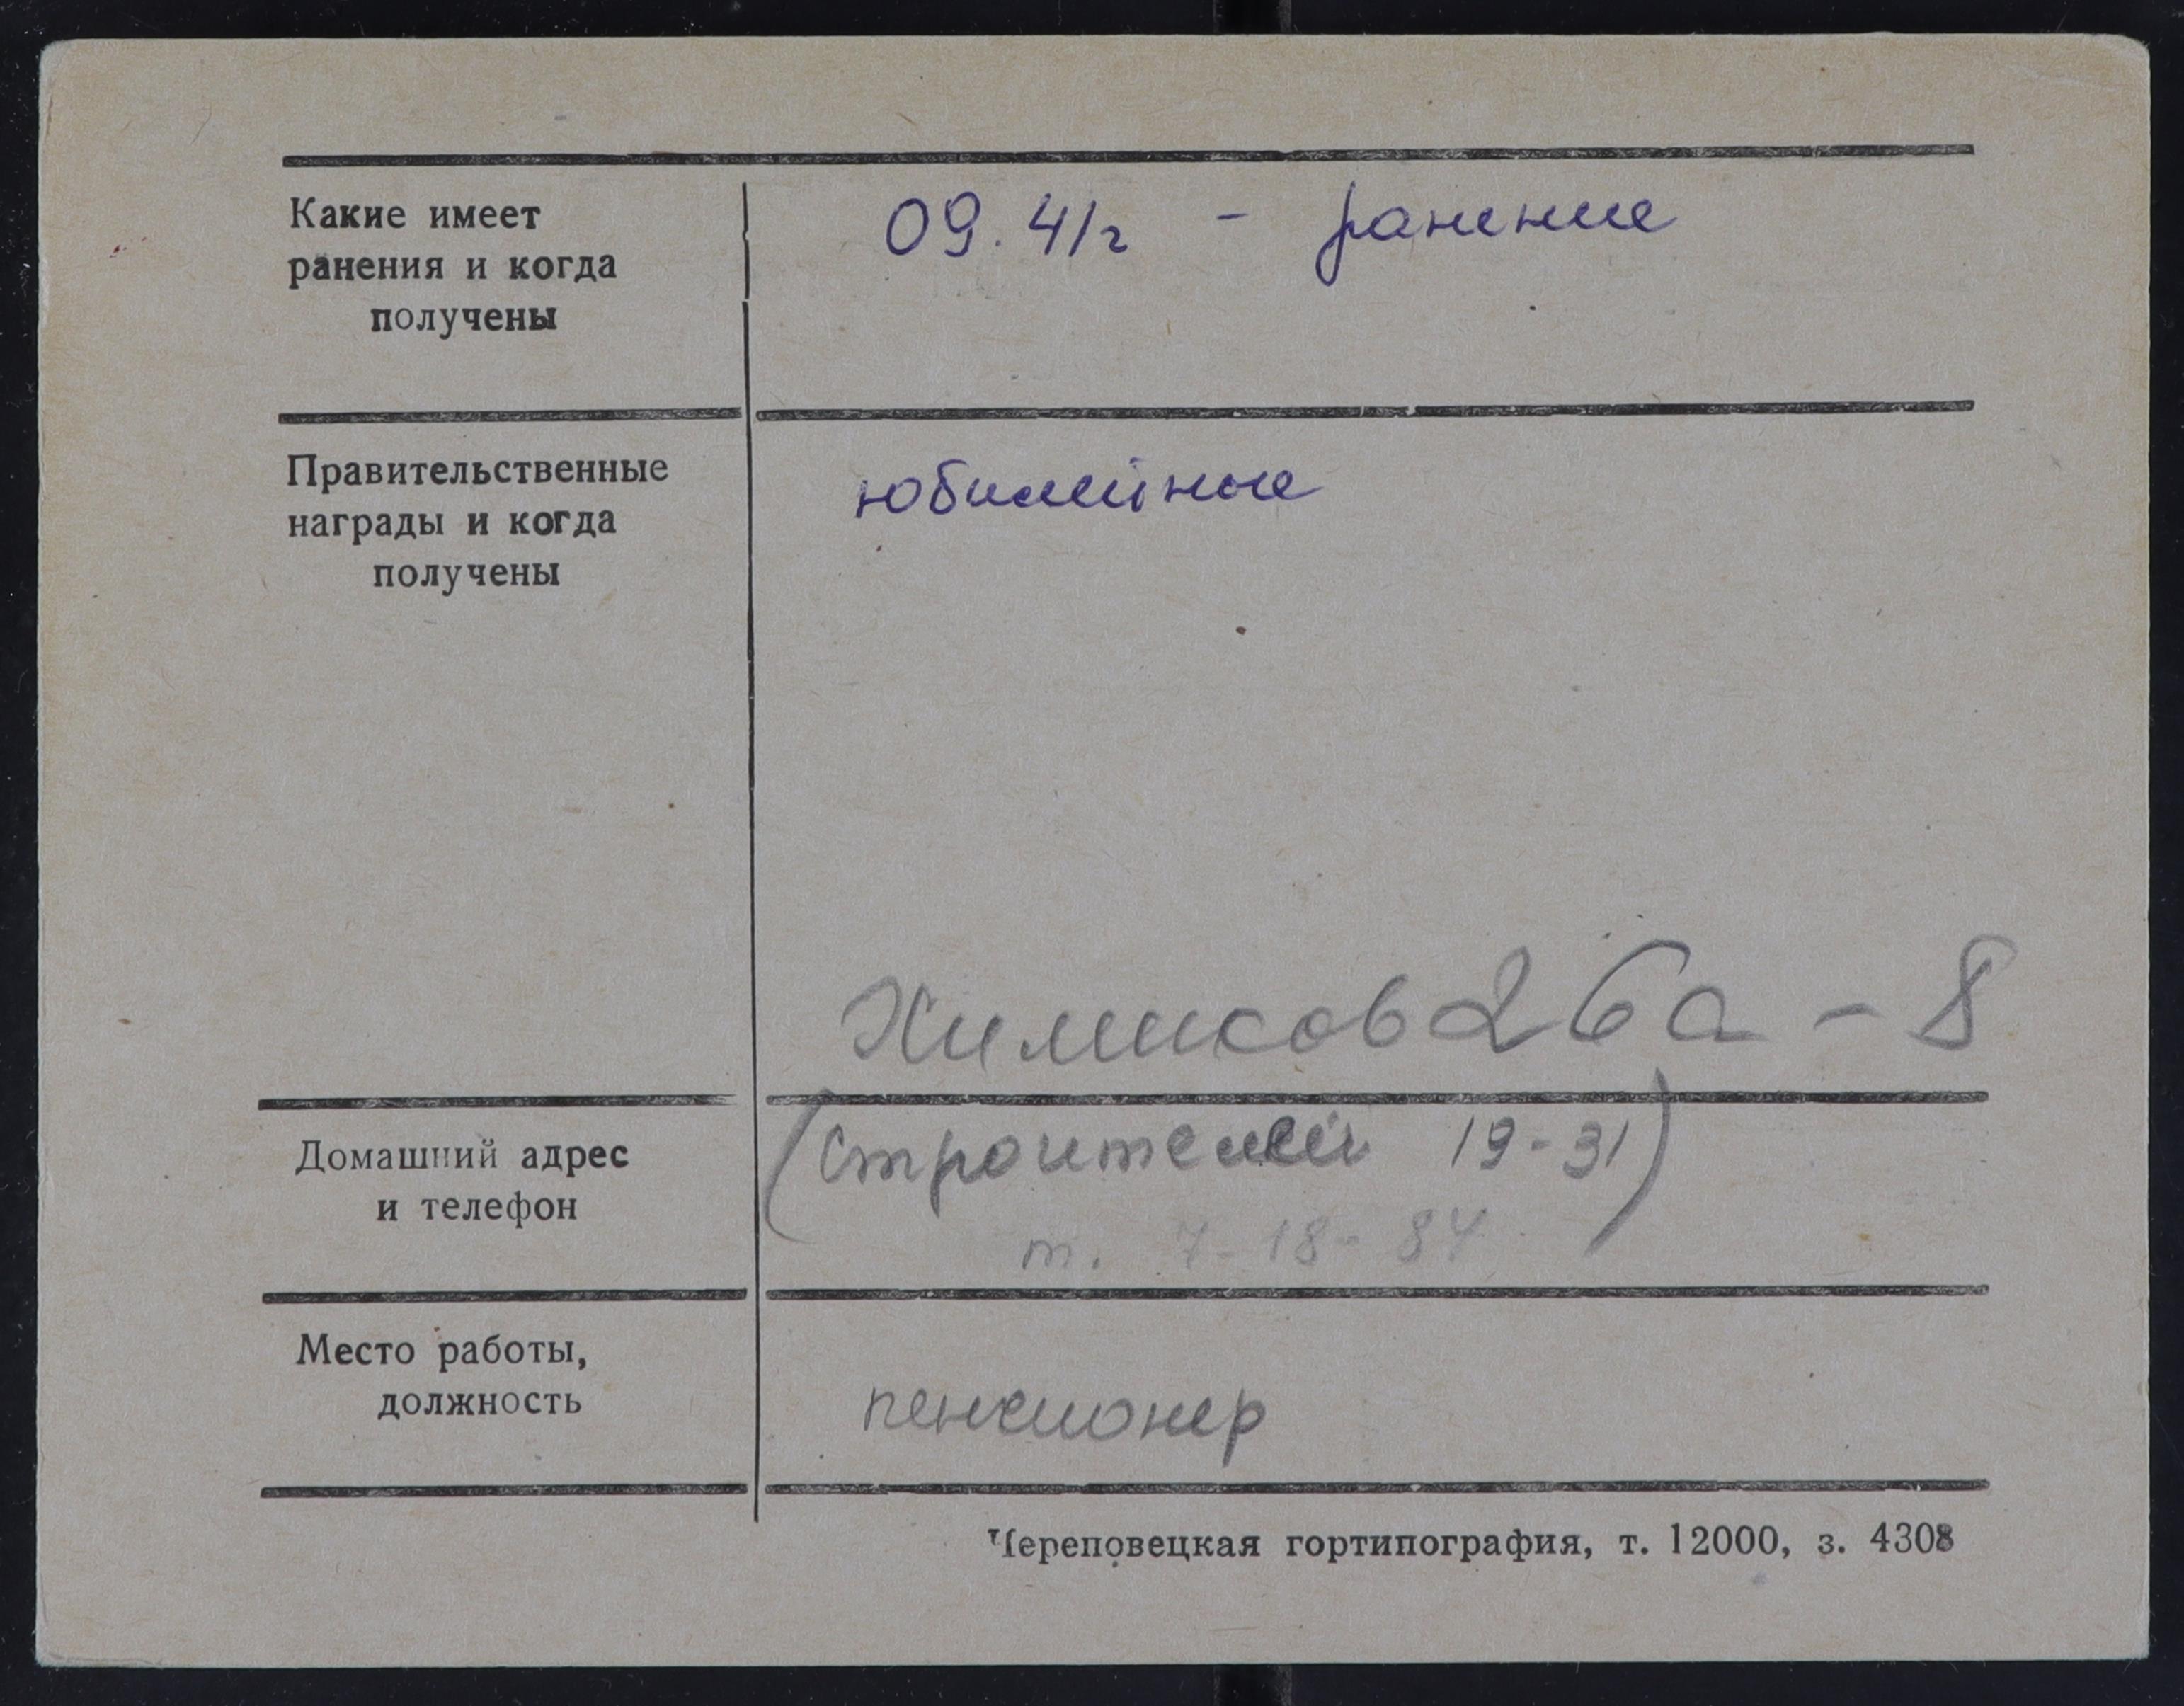 Какие имеет
ранения и когда
получены
09.41г - ранение
Правительственные
награды и когда
получены
юбилейные
Химиков 26а - 8
Домашний адрес
и телефон
(Строителей 19-31)
т. 7-18-84
Место работы,
должность
пенсионер
Череповецкая гортипография, т. 12000, з. 4308